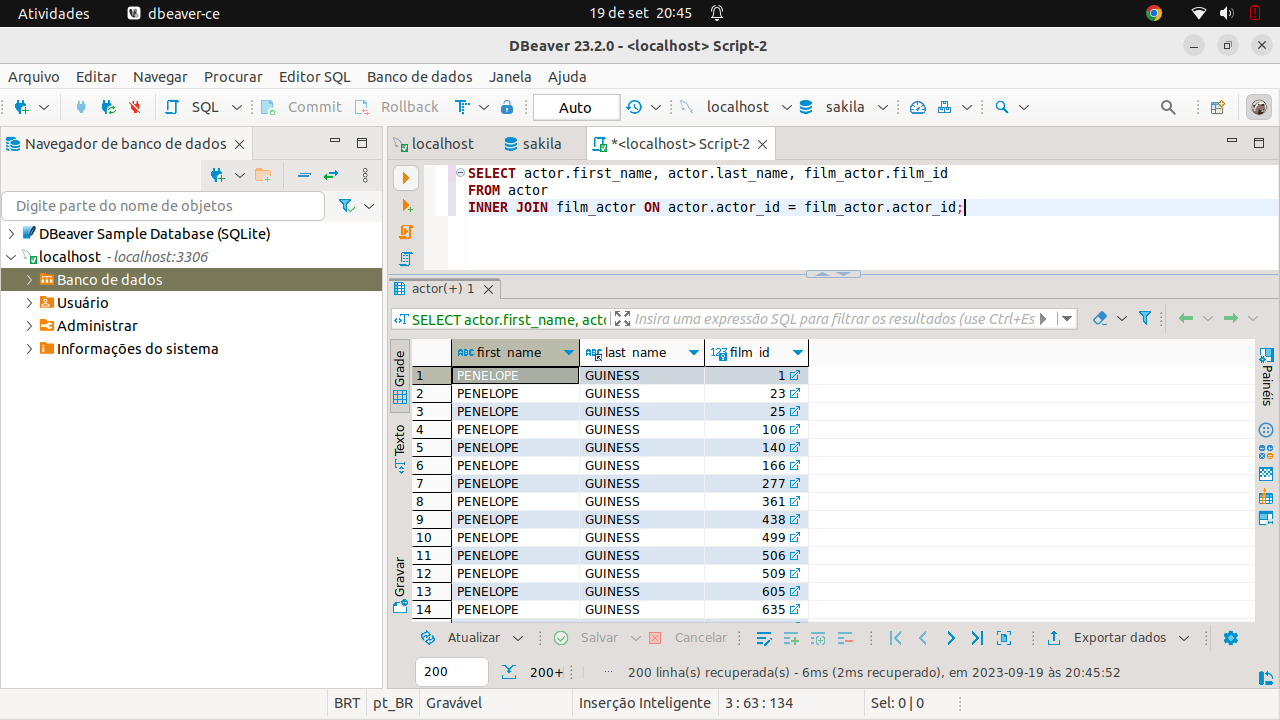 Atividades
dbeaver-ce
19 de set 20:45
DBeaver 23.2.0 - <localhost> Script-2
Arquivo Editar Navegar Procurar Editor SQL Banco de dados Janela Ajuda
SQL Commit Rollback Auto localhost sakila
Navegador de banco de dados
Digite parte do nome de objetos
DBeaver Sample Database (SQLite)
localhost - localhost:3306
Banco de dados
Usuário
Administrar
Informações do sistema
localhost sakila *<localhost> Script-2
SELECT actor.first_name, actor.last_name, film_actor.film_id
FROM actor
INNER JOIN film_actor ON actor.actor_id = film_actor.actor_id;
actor(+) 1
SELECT actor.first_name, acto
Insira uma expressão SQL para filtrar os resultados (use Ctrl+Es
Grade
Texto
Gravar
ABC first_name ABC last_name 123 film_id
1 PENELOPE GUINESS 1
2 PENELOPE GUINESS 23
3 PENELOPE GUINESS 25
4 PENELOPE GUINESS 106
5 PENELOPE GUINESS 140
6 PENELOPE GUINESS 166
7 PENELOPE GUINESS 277
8 PENELOPE GUINESS 361
9 PENELOPE GUINESS 438
10 PENELOPE GUINESS 499
11 PENELOPE GUINESS 506
12 PENELOPE GUINESS 509
13 PENELOPE GUINESS 605
14 PENELOPE GUINESS 635
Painéis
Atualizar Salvar Cancelar Exportar dados
200 200+ ... 200 linha(s) recuperada(s) - 6ms (2ms recuperado), em 2023-09-19 às 20:45:52
BRT pt_BR Gravável Inserção Inteligente 3 : 63 : 134 Sel: 0 | 0